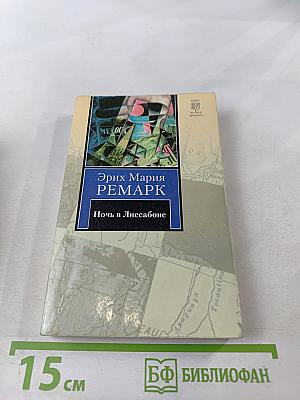 Эрих Мария
РЕМАРК
Ночь в Лиссабоне
15 см
БФ БИБЛИОФАН